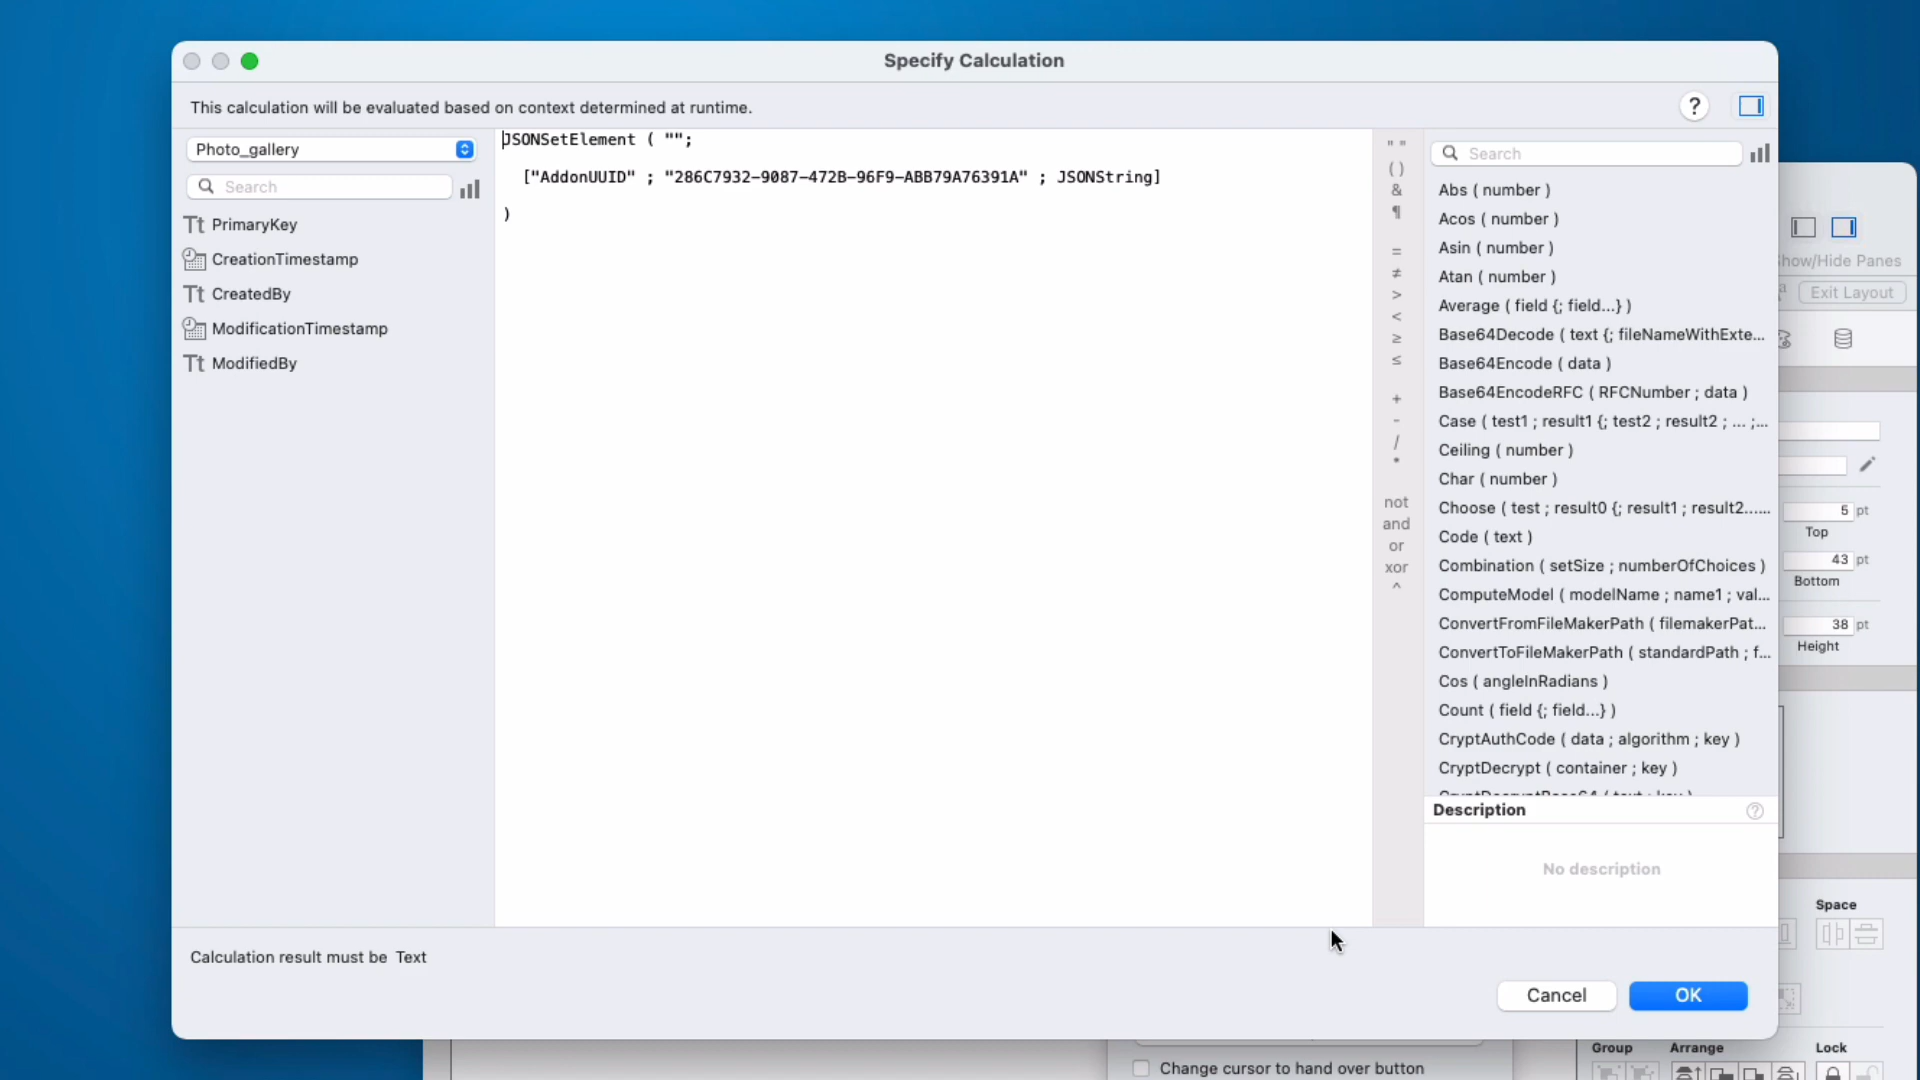 Specify Calculation
This calculation will be evaluated based on context determined at runtime.
?
Photo_gallery
Search
Tt PrimaryKey
CreationTimestamp
Tt CreatedBy
ModificationTimestamp
Tt ModifiedBy
JSONSetElement ( "";
["AddonUUID" ; "286C7932-9087-472B-96F9-ABB79A76391A" ; JSONString]
)
" "
( )
&
¶
=
≠
>
<
≥
≤
+
-
/
*
not
and
or
xor
^
Search
Abs ( number )
Acos ( number )
Asin ( number )
Atan ( number )
Average ( field {; field...} )
Base64Decode ( text {; fileNameWithExte...
Base64Encode ( data )
Base64EncodeRFC ( RFCNumber ; data )
Case ( test1 ; result1 {; test2 ; result2 ; ... ;...
Ceiling ( number )
Char ( number )
Choose ( test ; result0 {; result1 ; result2......
Code ( text )
Combination ( setSize ; numberOfChoices )
ComputeModel ( modelName ; name1 ; val...
ConvertFromFileMakerPath ( filemakerPat...
ConvertToFileMakerPath ( standardPath ; f...
Cos ( angleInRadians )
Count ( field {; field...} )
CryptAuthCode ( data ; algorithm ; key )
CryptDecrypt ( container ; key )
Description
?
No description
Calculation result must be Text
Cancel
OK
Show/Hide Panes
Exit Layout
5 pt
Top
43 pt
Bottom
38 pt
Height
Space
Group
Arrange
Lock
Change cursor to hand over button